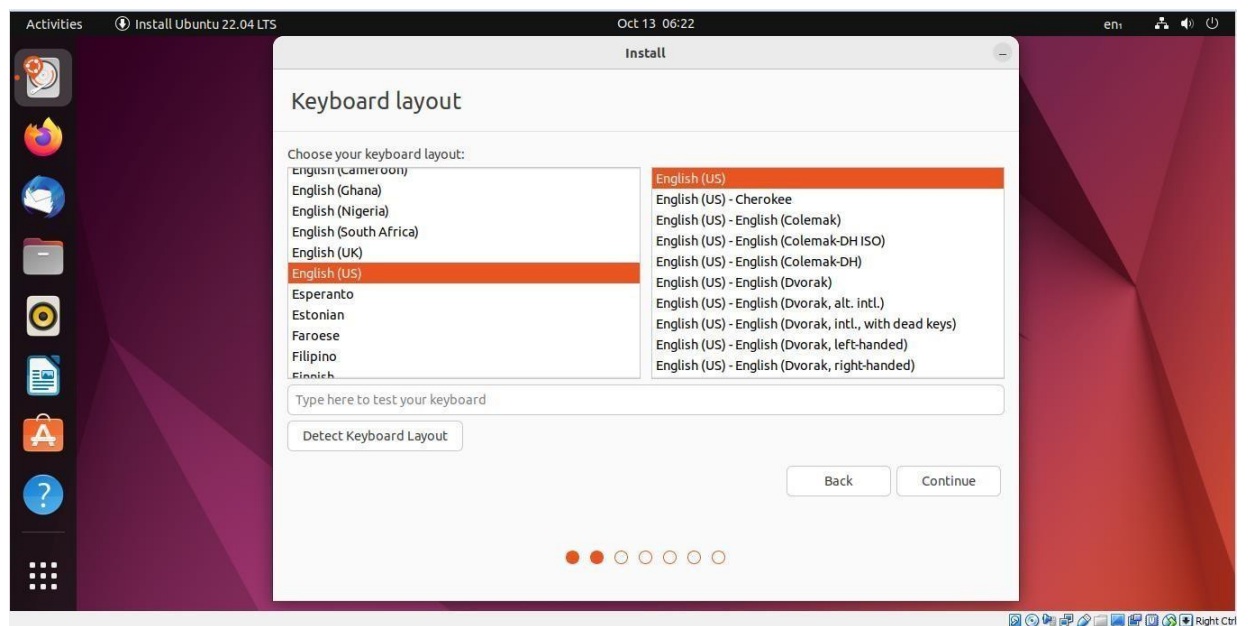 Activities Install Ubuntu 22.04 LTS Oct 13 06:22 en₁
Install
Keyboard layout
Choose your keyboard layout:
English (Cameroon)
English (Ghana)
English (Nigeria)
English (South Africa)
English (UK)
English (US)
Esperanto
Estonian
Faroese
Filipino
Finnish
English (US)
English (US) - Cherokee
English (US) - English (Colemak)
English (US) - English (Colemak-DH ISO)
English (US) - English (Colemak-DH)
English (US) - English (Dvorak)
English (US) - English (Dvorak, alt. intl.)
English (US) - English (Dvorak, intl., with dead keys)
English (US) - English (Dvorak, left-handed)
English (US) - English (Dvorak, right-handed)
Type here to test your keyboard
Detect Keyboard Layout
Back Continue
Right Ctrl